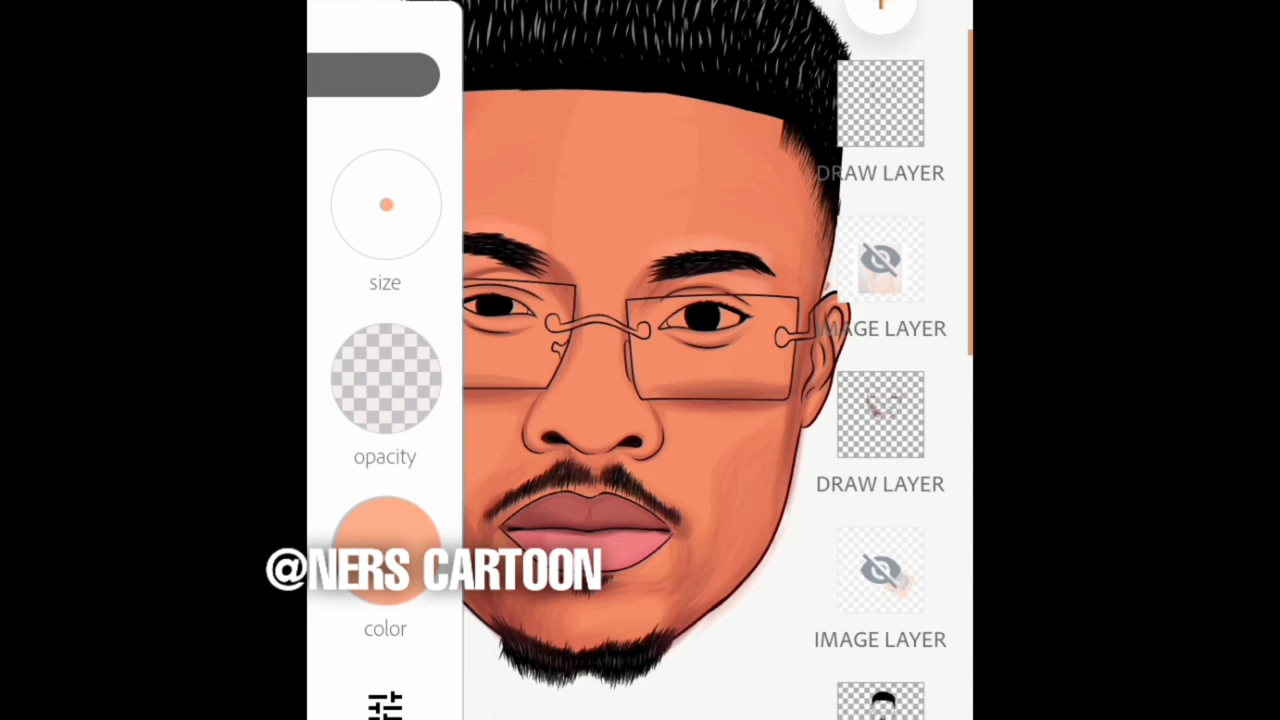 DRAW LAYER
size
IMAGE LAYER
opacity
DRAW LAYER
@NERS CARTOON
color
IMAGE LAYER